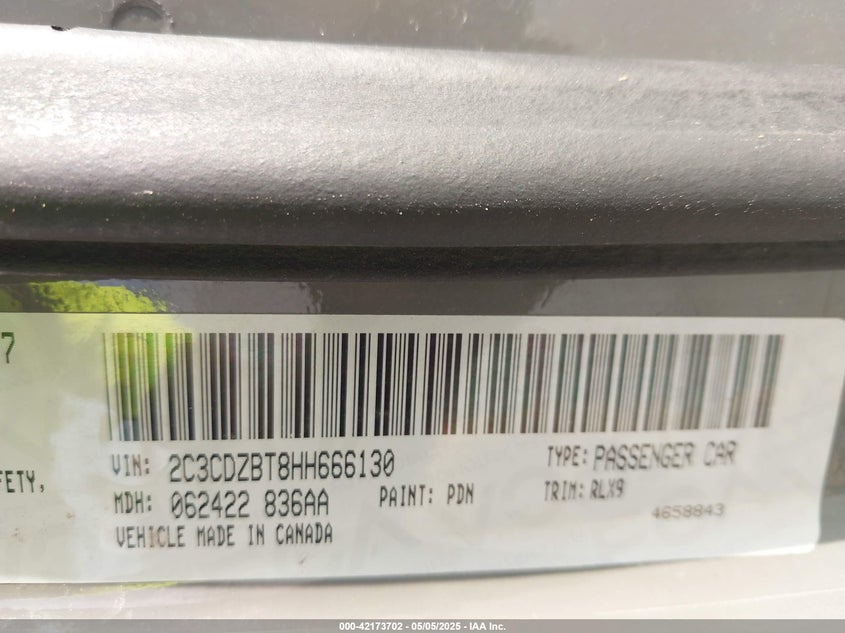 7
FETY,
VIN: 2C3CDZBT8HH666130
TYPE: PASSENGER CAR
MDH: 062422 836AA
PAINT: PDN
TRIM: RLX9
4658843
VEHICLE MADE IN CANADA
000-42173702 - 05/05/2025 - IAA Inc.